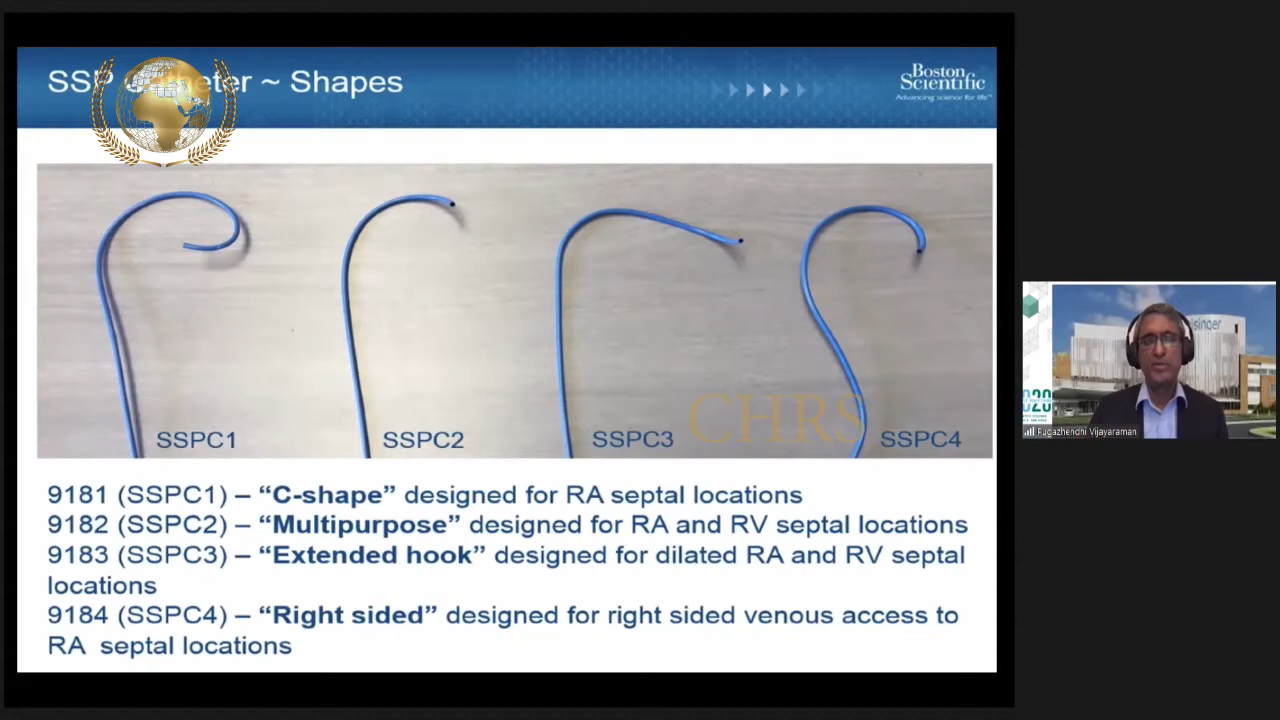 SSP ~ Shapes
Boston
Scientific
Advancing science for life™
SSPC1
SSPC2
SSPC3
CHRS
SSPC4
9181 (SSPC1) – “C-shape” designed for RA septal locations
9182 (SSPC2) – “Multipurpose” designed for RA and RV septal locations
9183 (SSPC3) – “Extended hook” designed for dilated RA and RV septal
locations
9184 (SSPC4) – “Right sided” designed for right sided venous access to
RA septal locations
Pugazhendhi Vijayaraman